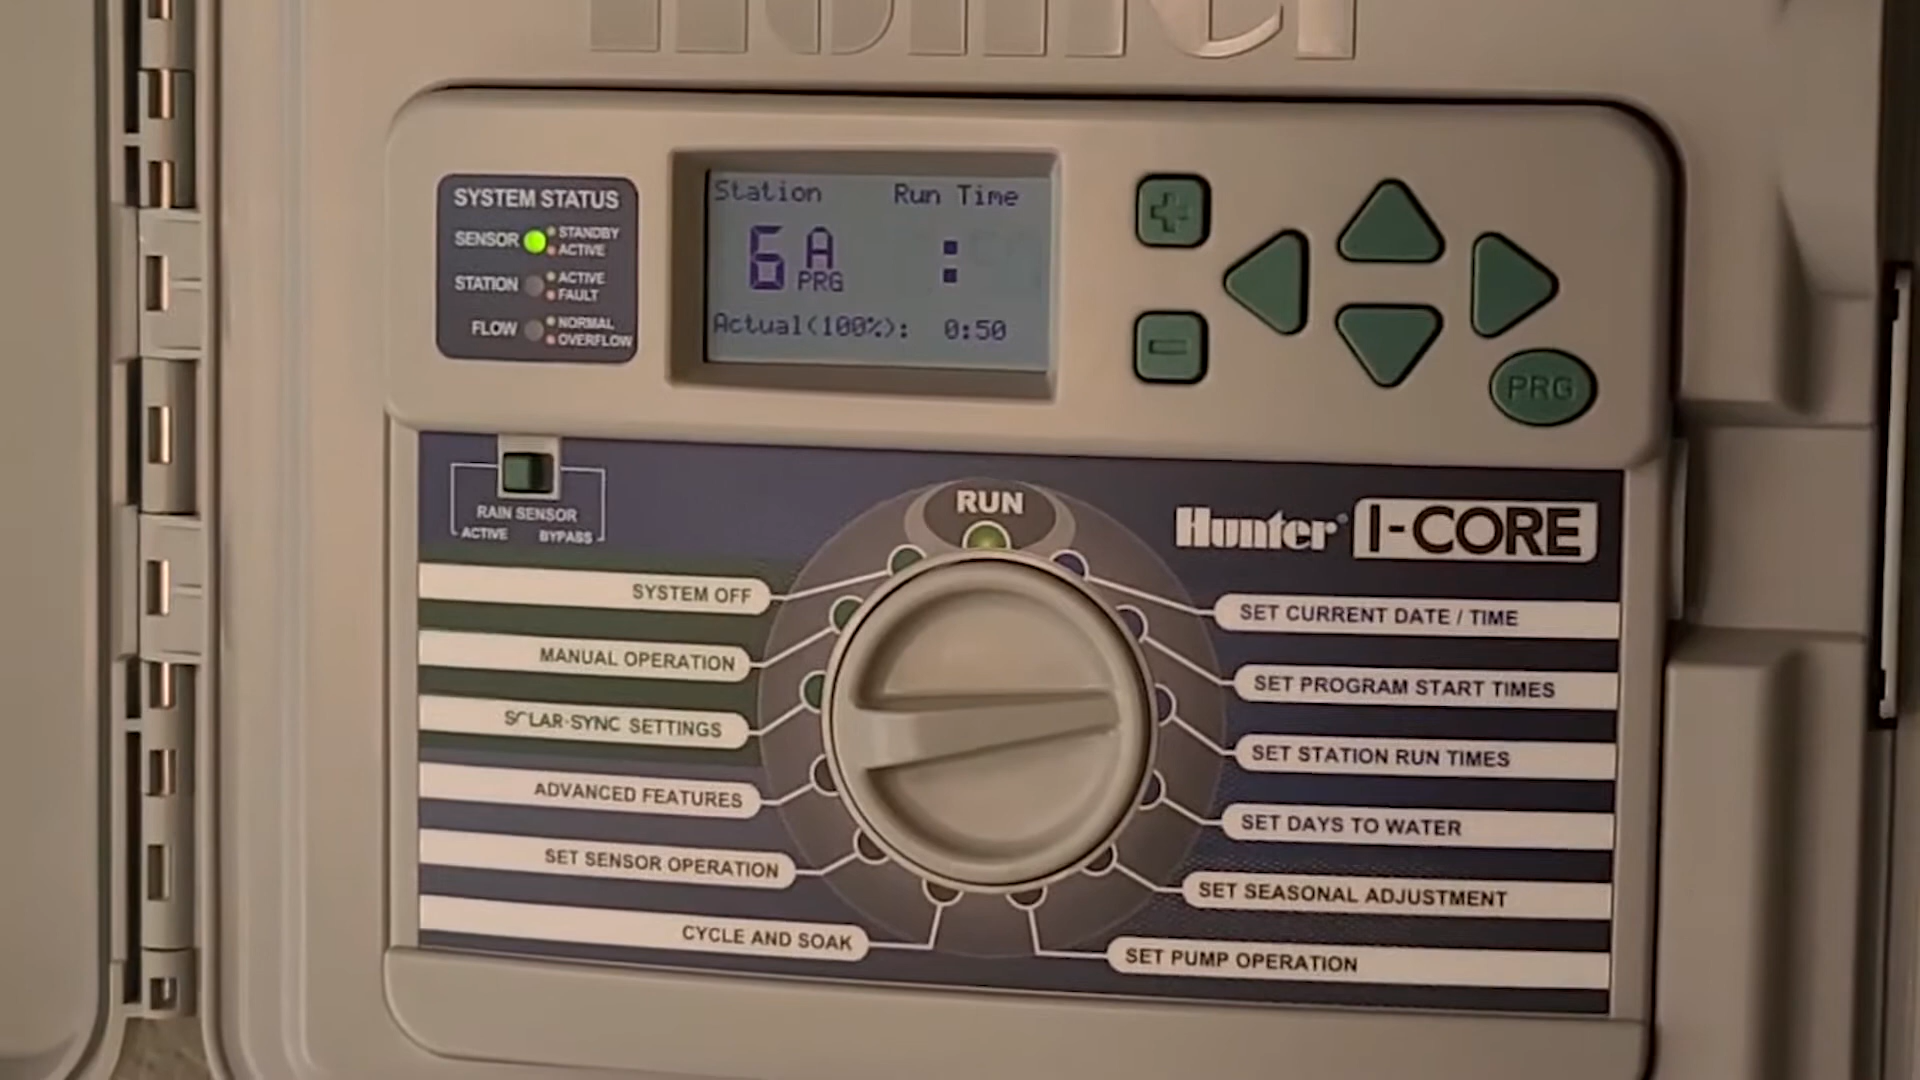 Hunter
SYSTEM STATUS
SENSOR STANDBY
ACTIVE
STATION ACTIVE
FAULT
FLOW NORMAL
OVERFLOW
Station Run Time
6 A :
PRG
Actual(100%): 0:50
PRG
RAIN SENSOR
ACTIVE BYPASS
RUN
Hunter® I-CORE
SYSTEM OFF
MANUAL OPERATION
SOLAR-SYNC SETTINGS
ADVANCED FEATURES
SET SENSOR OPERATION
CYCLE AND SOAK
SET CURRENT DATE / TIME
SET PROGRAM START TIMES
SET STATION RUN TIMES
SET DAYS TO WATER
SET SEASONAL ADJUSTMENT
SET PUMP OPERATION